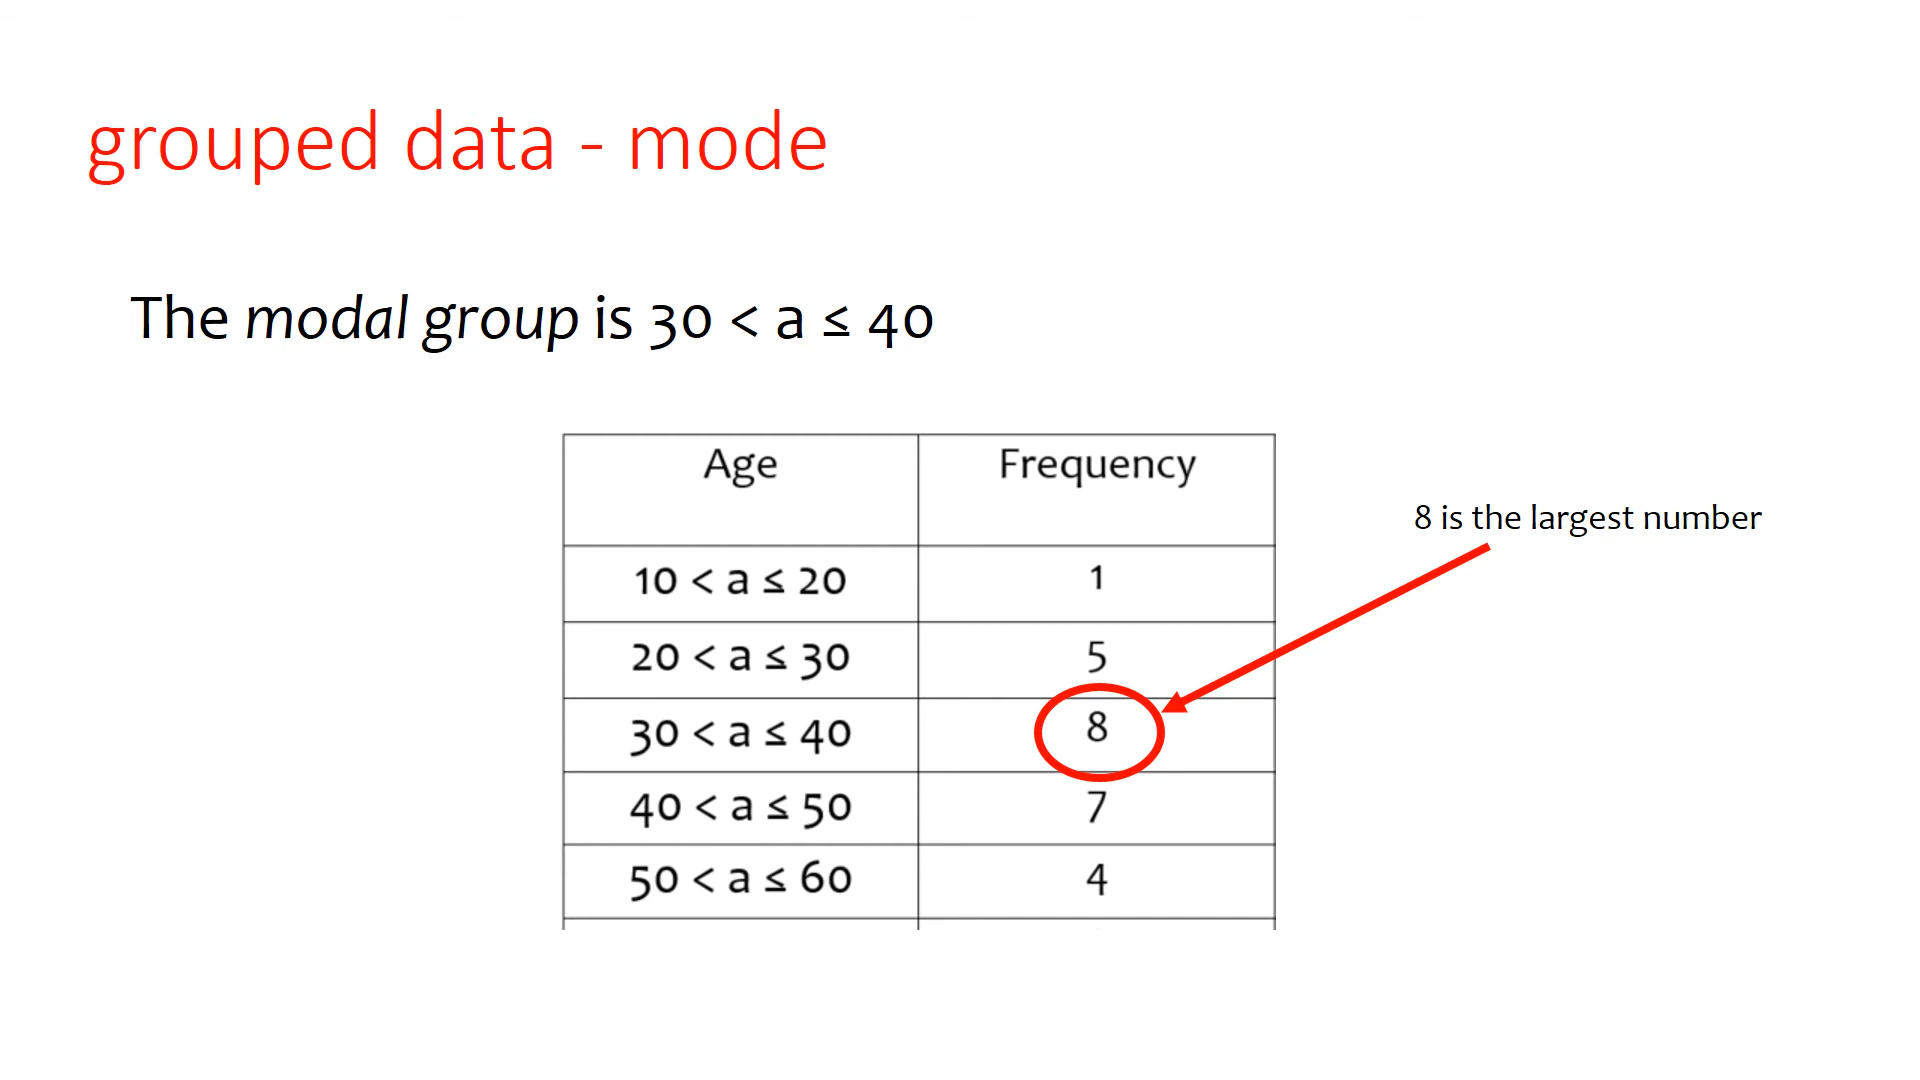 grouped data - mode
The modal group is 30 < a ≤ 40
Age Frequency
8 is the largest number
10 < a ≤ 20 1
20 < a ≤ 30 5
30 < a ≤ 40 8
40 < a ≤ 50 7
50 < a ≤ 60 4